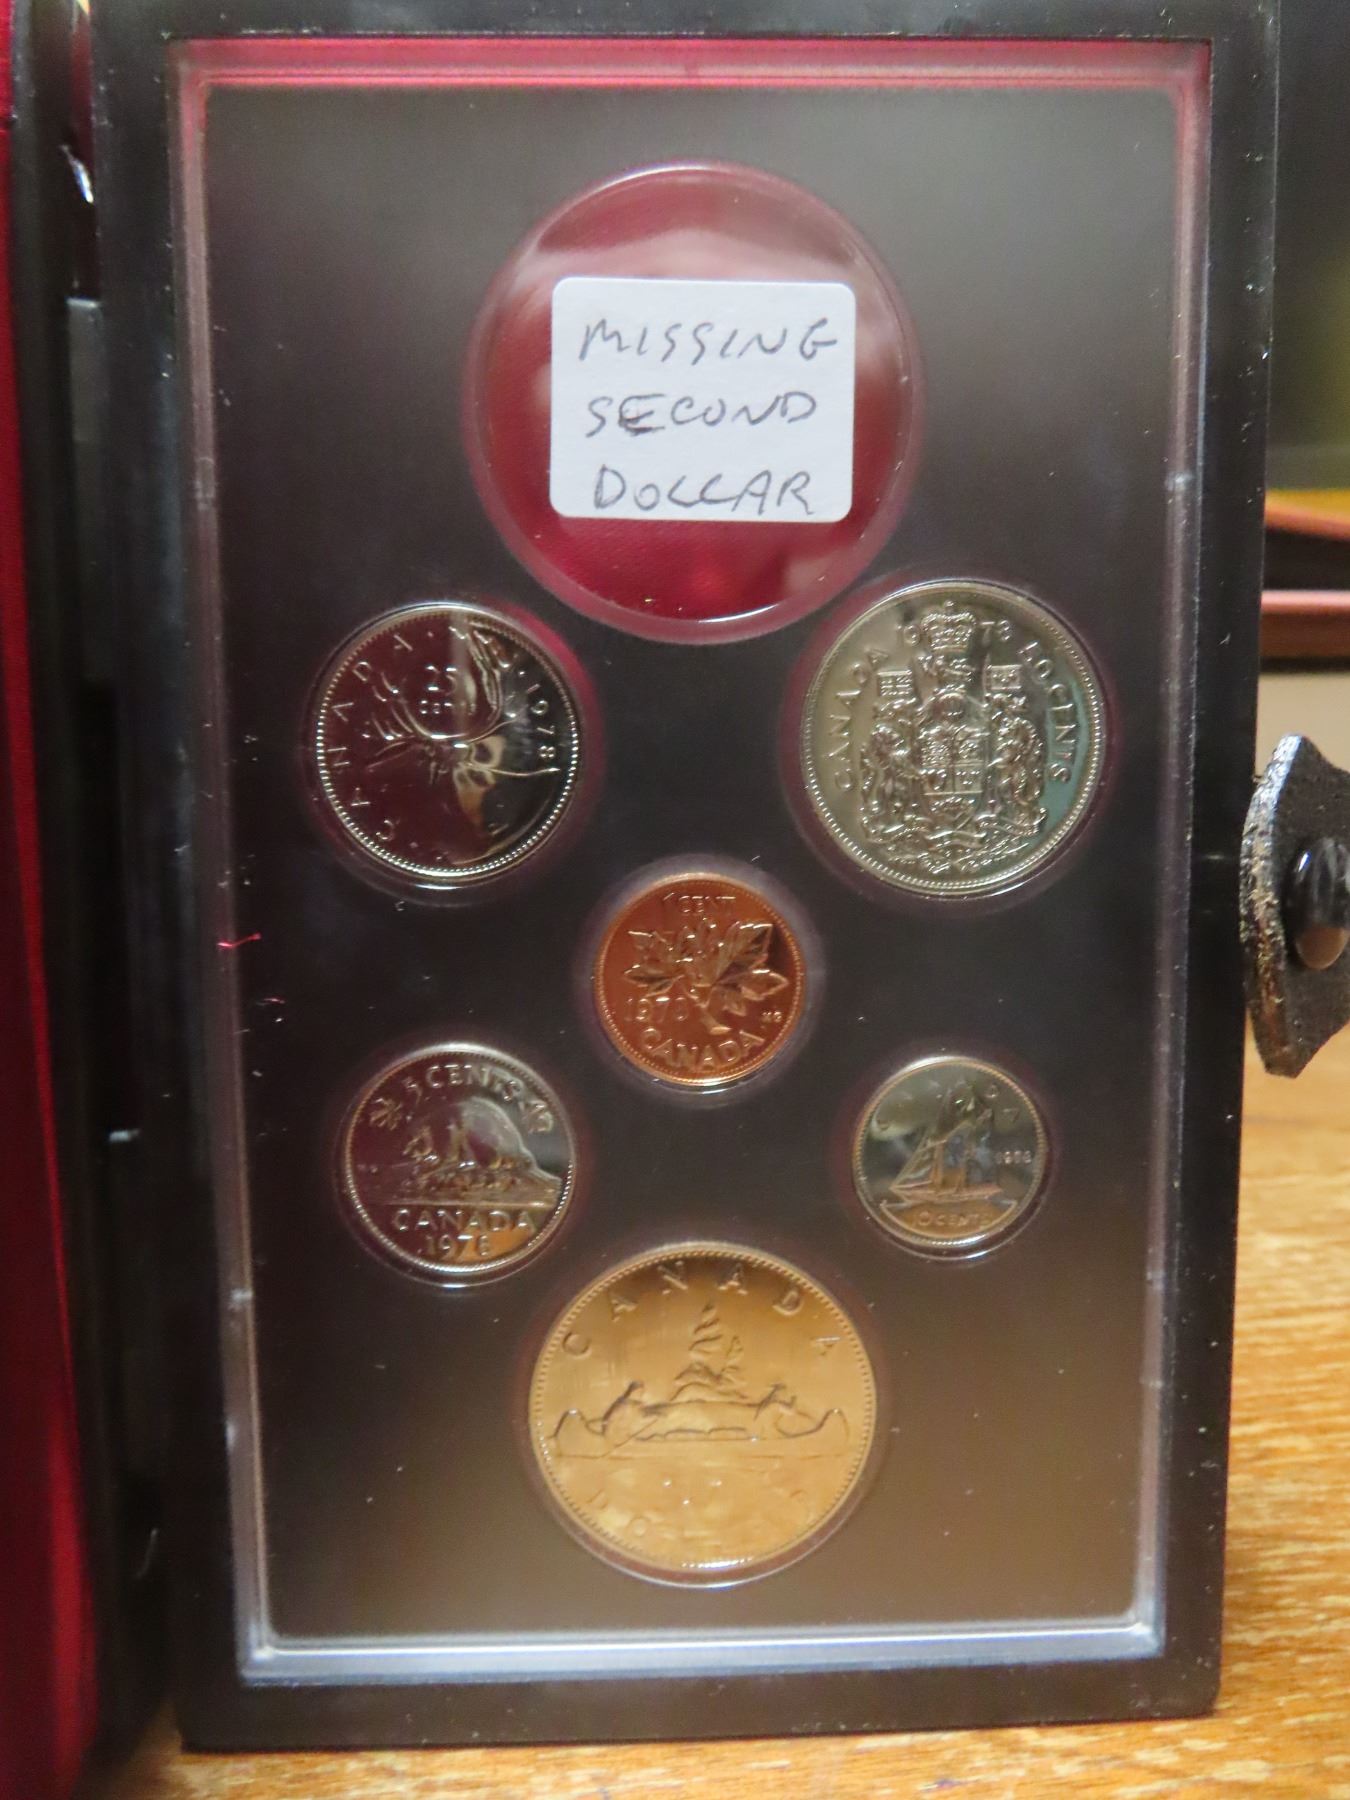 MISSING
SECOND
DOLLAR
CANADA · 25 CENTS · 1978
CANADA 1978 50 CENTS
1 CENT
1978
CANADA
5 CENTS
CANADA
1978
1978
10 CENTS
CANADA